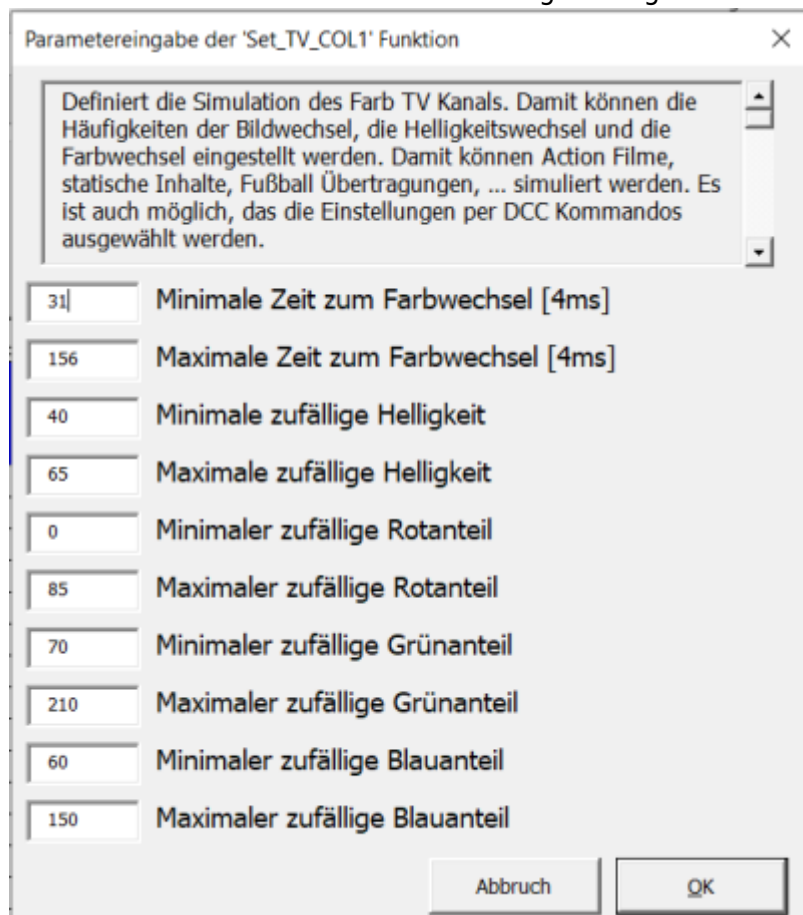 Parametereingabe der 'Set_TV_COL1' Funktion
Definiert die Simulation des Farb TV Kanals. Damit können die
Häufigkeiten der Bildwechsel, die Helligkeitswechsel und die
Farbwechsel eingestellt werden. Damit können Action Filme,
statische Inhalte, Fußball Übertragungen, ... simuliert werden. Es
ist auch möglich, das die Einstellungen per DCC Kommandos
ausgewählt werden.
31 Minimale Zeit zum Farbwechsel [4ms]
156 Maximale Zeit zum Farbwechsel [4ms]
40 Minimale zufällige Helligkeit
65 Maximale zufällige Helligkeit
0 Minimaler zufällige Rotanteil
85 Maximaler zufällige Rotanteil
70 Minimaler zufällige Grünanteil
210 Maximaler zufällige Grünanteil
60 Minimaler zufällige Blauanteil
150 Maximaler zufällige Blauanteil
Abbruch OK